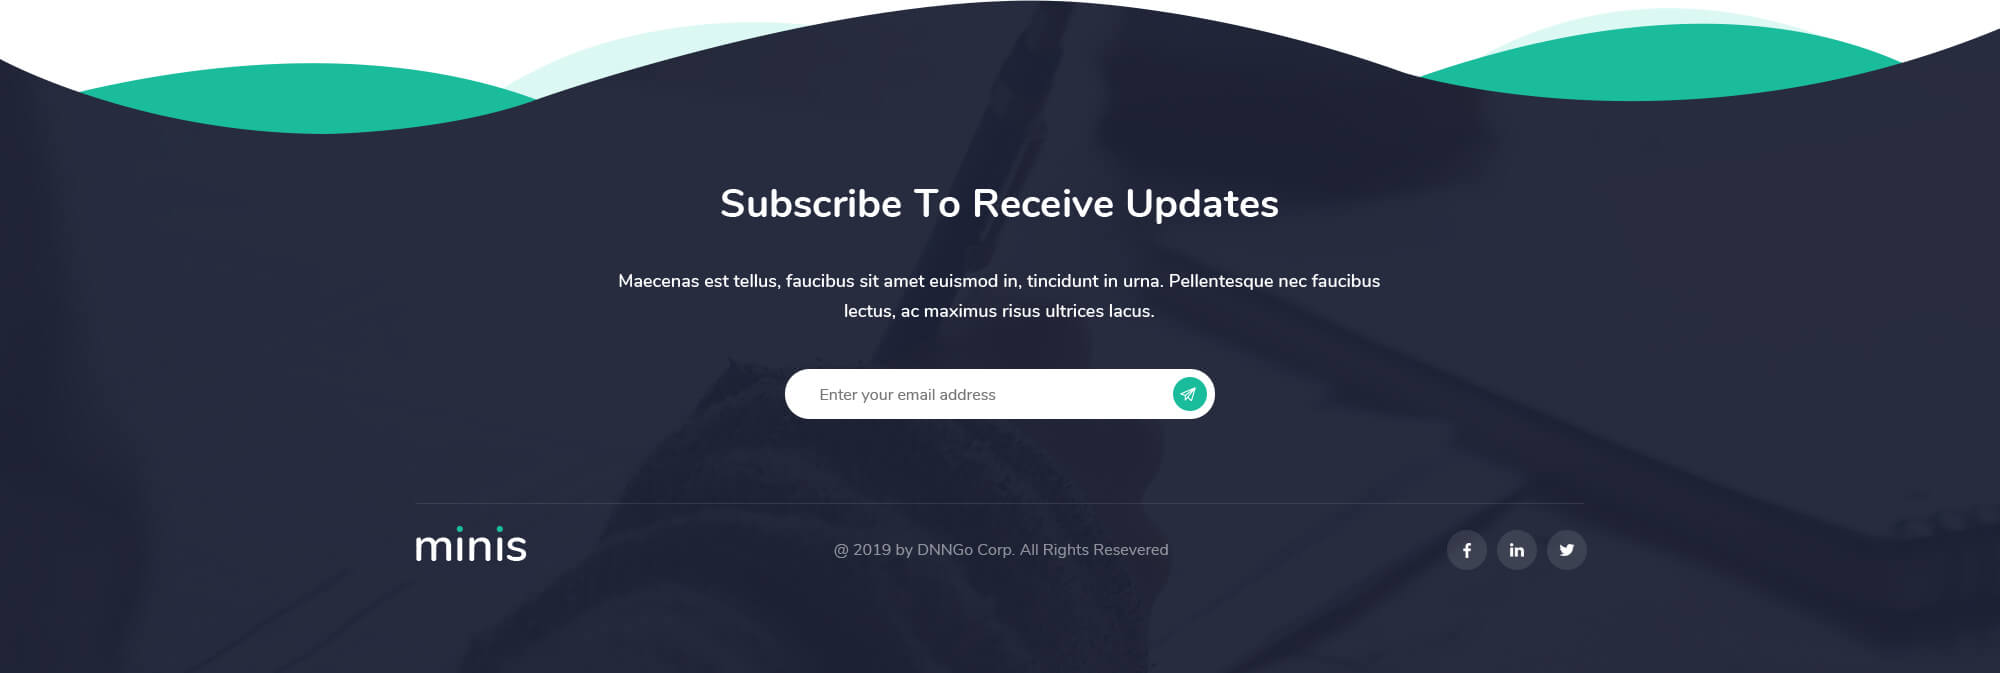 Subscribe To Receive Updates
Maecenas est tellus, faucibus sit amet euismod in, tincidunt in urna. Pellentesque nec faucibus
lectus, ac maximus risus ultrices lacus.
Enter your email address
minis
@ 2019 by DNNGo Corp. All Rights Resevered